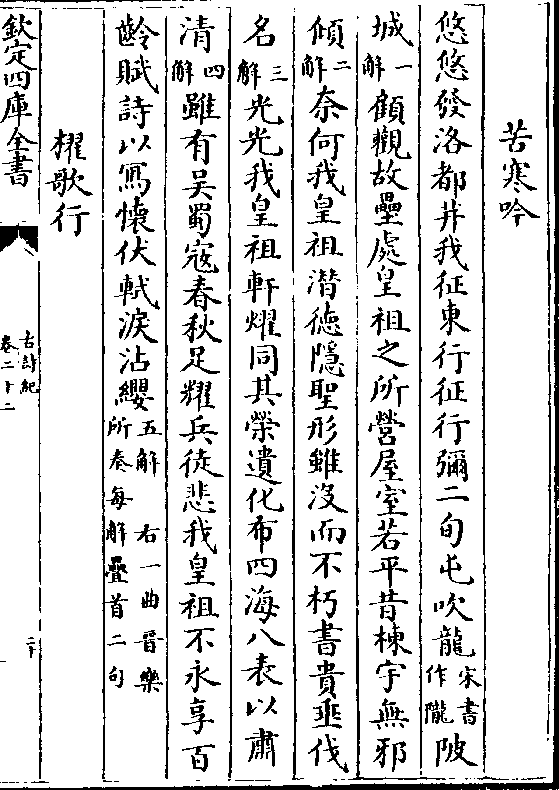 苦寒吟
悠悠發洛都幷我征東行征行彌二旬屯吹龍宋書作隴陂
城一解顧觀故壘處皇祖之所營屋室若平昔棟宇無邪
傾二解奈何我皇祖潛德隱聖形雖沒而不朽書貴垂伐
名三解光光我皇祖軒燿同其榮遺化布四海八表以肅
清四解雖有吴蜀寇春秋足耀兵徒悲我皇祖不永享百
齡賦詩以寫懷伏軾淚沾纓五解 右一曲晉樂所奏每解疊首二句
櫂歌行
欽定四庫全書
古詩紀
卷二十二